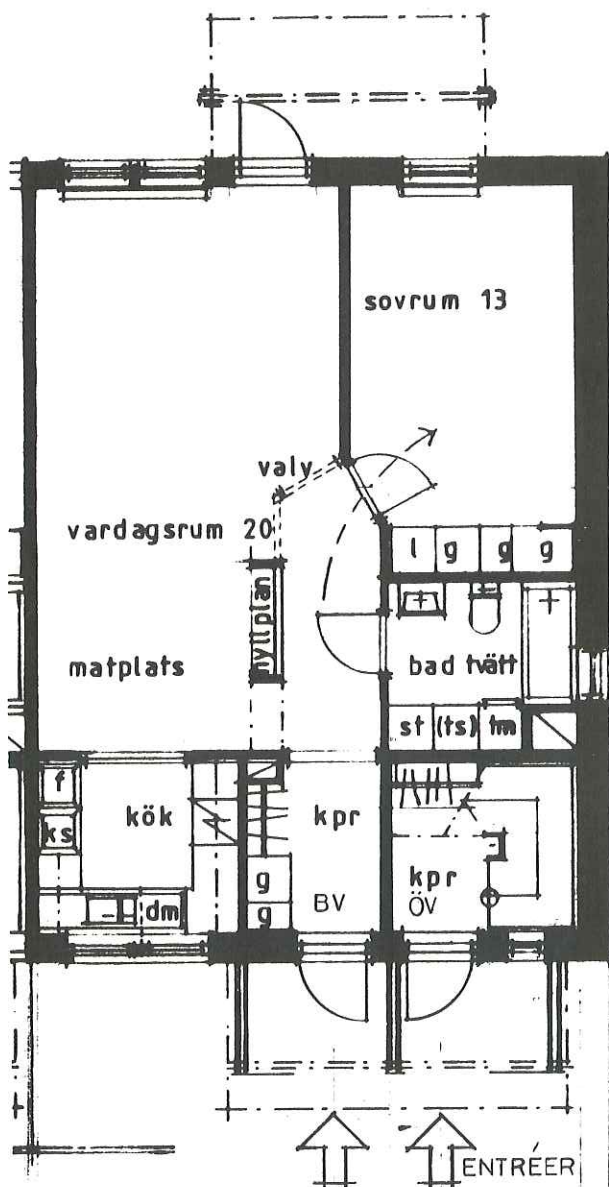 sovrum 13
valv
vardagsrum 20
l g g g
hyllplan
matplats
bad tvätt
st (ts) tm
f
kök
kpr
ks
g
kpr
g
BV
ÖV
dm
ENTRÉER